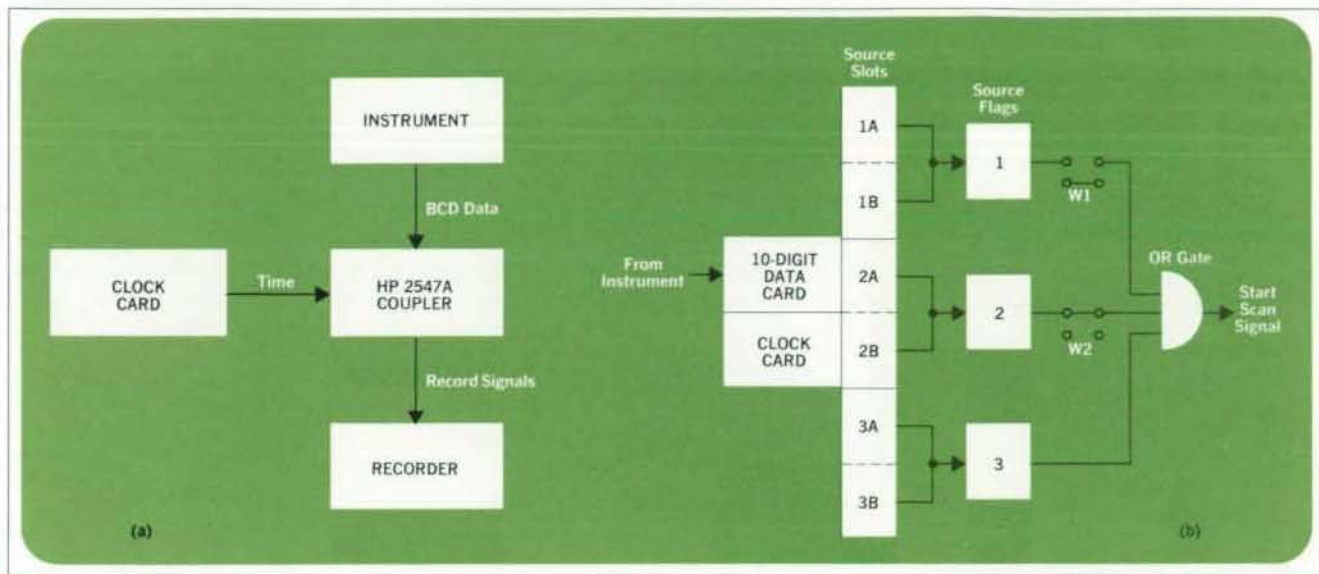 INSTRUMENT
BCD Data
CLOCK
CARD
Time
HP 2547A
COUPLER
Record Signals
RECORDER
(a)
Source
Slots
Source
Flags
1A
1B
2A
2B
3A
3B
From
Instrument
10-DIGIT
DATA
CARD
CLOCK
CARD
1
2
3
W1
W2
OR Gate
Start
Scan
Signal
(b)